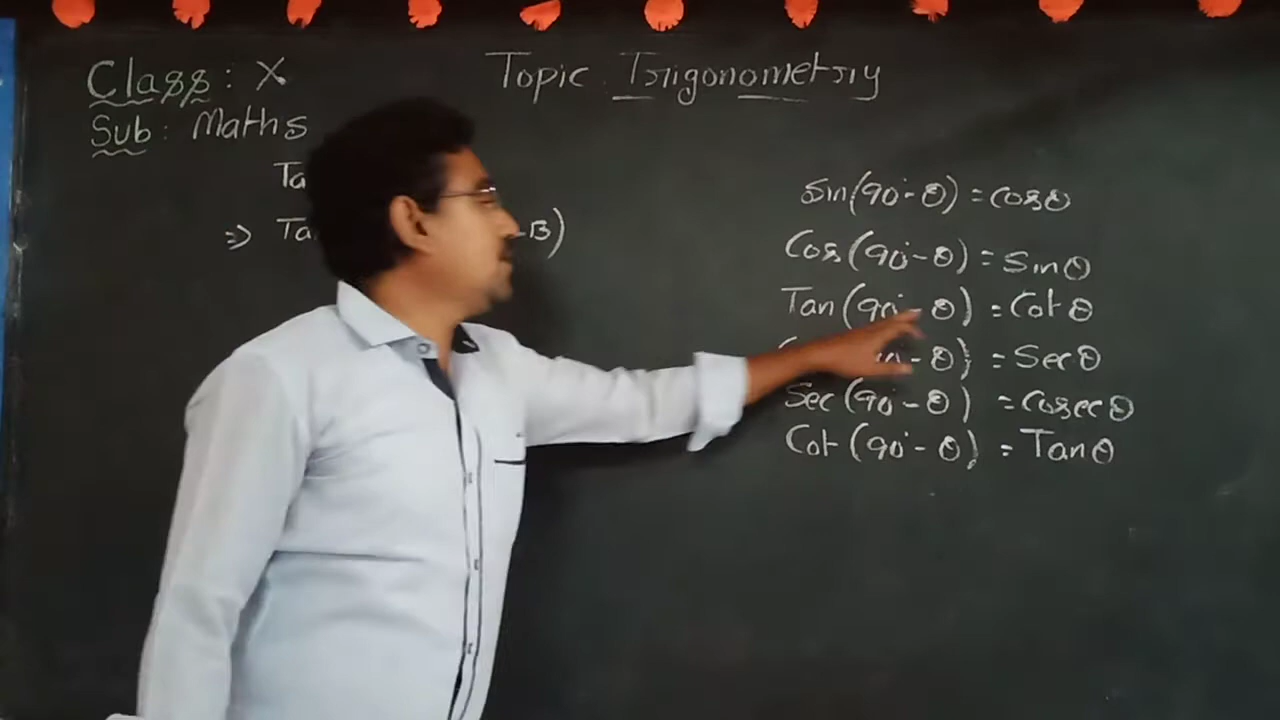 Class: X
Topic: Trigonometry
Sub: Maths
Ta
⇒ Ta -B)
sin(90°-θ) = cosθ
Cos(90°-θ) = Sinθ
Tan(90°-θ) = Cot θ
( -θ) = Secθ
Sec(90°-θ) = Cosecθ
Cot(90°-θ) = Tanθ